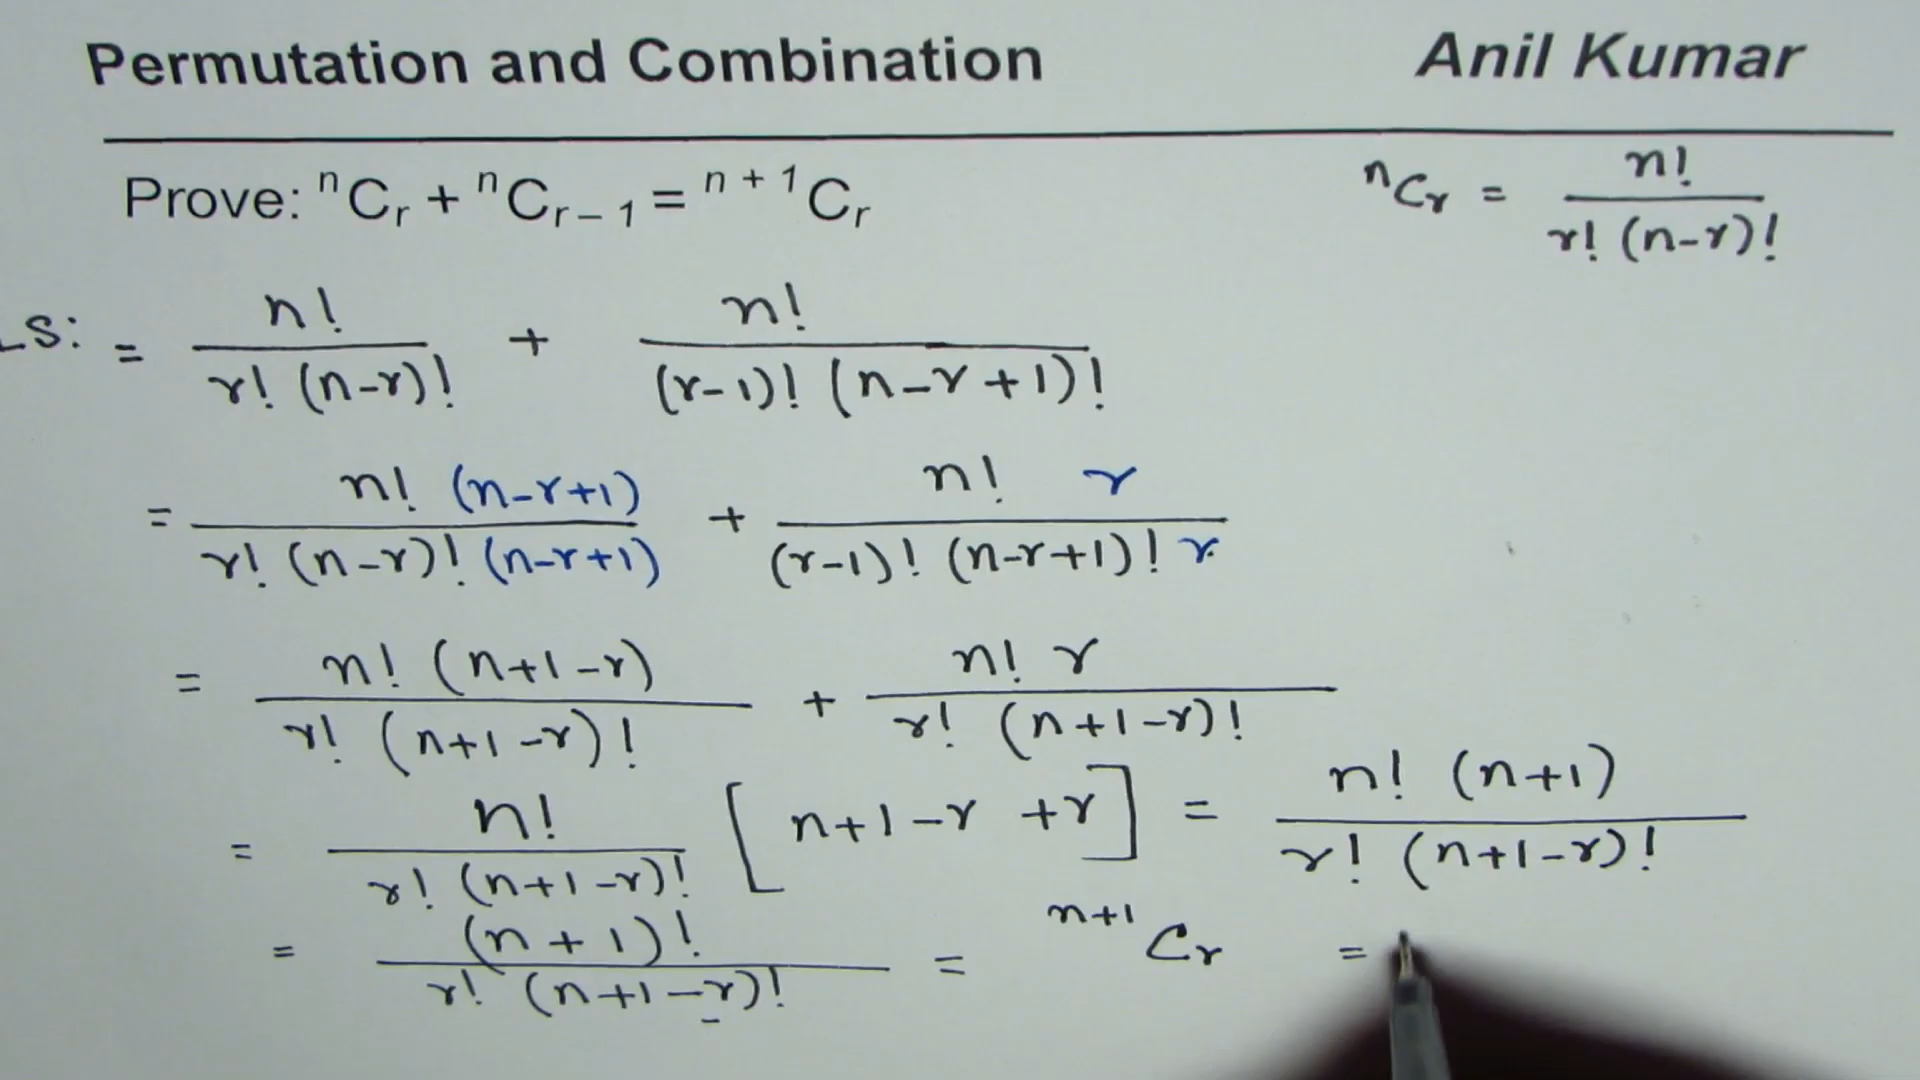 Permutation and Combination Anil Kumar
Prove: ⁿCᵣ + ⁿCᵣ₋₁ = ⁿ⁺¹Cᵣ
ⁿCᵣ = n! / r! (n-r)!
LS: = n! / r! (n-r)! + n! / (r-1)! (n-r+1)!
= n! (n-r+1) / r! (n-r)! (n-r+1) + n! r / (r-1)! (n-r+1)! r
= n! (n+1-r) / r! (n+1-r)! + n! r / r! (n+1-r)!
= n! / r! (n+1-r)! [n+1-r+r] = n! (n+1) / r! (n+1-r)!
= (n+1)! / r! (n+1-r)! = ⁿ⁺¹Cᵣ =